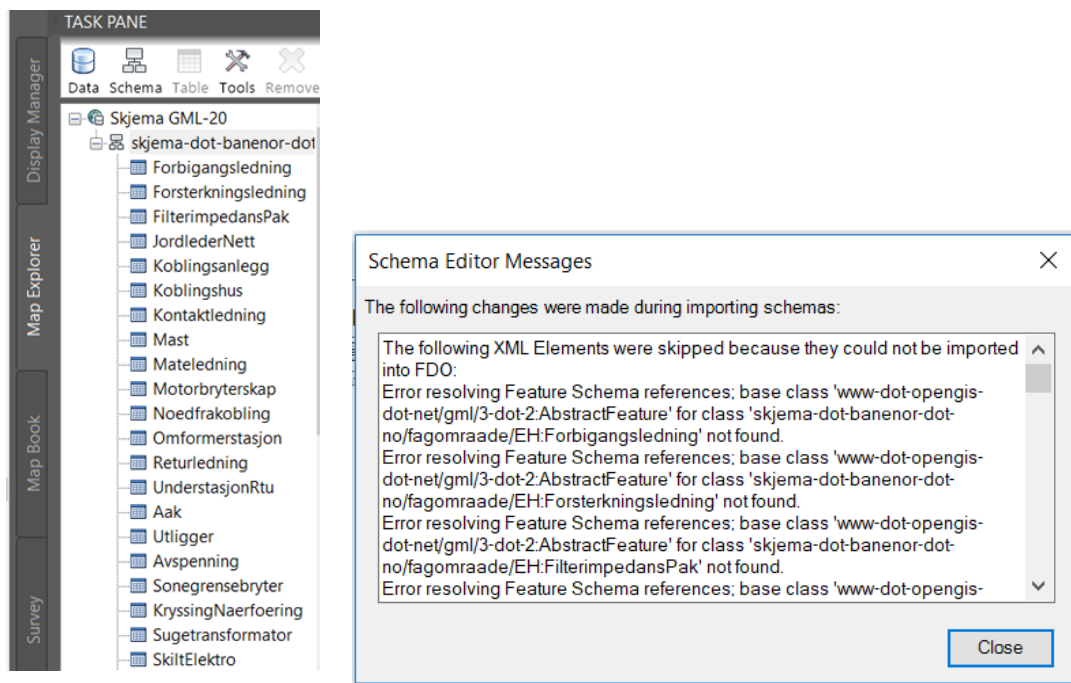 TASK PANE
Data Schema Table Tools Remove
Display Manager
Map Explorer
Map Book
Survey
Skjema GML-20
skjema-dot-banenor-dot
Forbigangsledning
Forsterkningsledning
FilterimpedansPak
JordlederNett
Koblingsanlegg
Koblingshus
Kontaktledning
Mast
Mateledning
Motorbryterskap
Noedfrakobling
Omformerstasjon
Returledning
UnderstasjonRtu
Aak
Utligger
Avspenning
Sonegrensebryter
KryssingNaerfoering
Sugetransformator
SkiltElektro
Schema Editor Messages
The following changes were made during importing schemas:
The following XML Elements were skipped because they could not be imported
into FDO:
Error resolving Feature Schema references; base class 'www-dot-opengis-
dot-net/gml/3-dot-2:AbstractFeature' for class 'skjema-dot-banenor-dot-
no/fagomraade/EH:Forbigangsledning' not found.
Error resolving Feature Schema references; base class 'www-dot-opengis-
dot-net/gml/3-dot-2:AbstractFeature' for class 'skjema-dot-banenor-dot-
no/fagomraade/EH:Forsterkningsledning' not found.
Error resolving Feature Schema references; base class 'www-dot-opengis-
dot-net/gml/3-dot-2:AbstractFeature' for class 'skjema-dot-banenor-dot-
no/fagomraade/EH:FilterimpedansPak' not found.
Error resolving Feature Schema references; base class 'www-dot-opengis-
Close